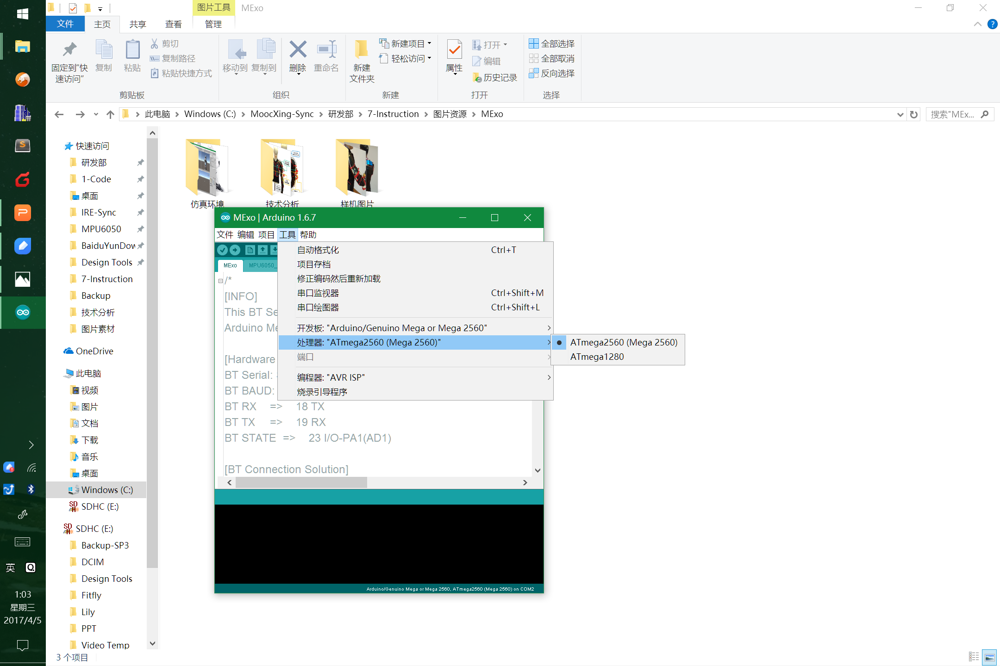 图片工具
MExo
文件
主页
共享
查看
管理
固定到"快速访问"
复制
粘贴
剪切
复制路径
粘贴快捷方式
剪贴板
移动到
复制到
删除
重命名
组织
新建
文件夹
新建项目
轻松访问
新建
属性
打开
编辑
历史记录
打开
全部选择
全部取消
反向选择
选择
此电脑
Windows (C:)
MoocXing-Sync
研发部
7-Instruction
图片资源
MExo
搜索"MEx...
快速访问
研发部
1-Code
桌面
IRE-Sync
MPU6050
BaiduYunDow
Design Tools
7-Instruction
Backup
技术分析
图片素材
OneDrive
此电脑
视频
图片
文档
下载
音乐
桌面
Windows (C:)
SDHC (E:)
SDHC (E:)
Backup-SP3
DCIM
Design Tools
Fitfly
Lily
PPT
Video Temp
3 个项目
仿真环境
技术分析
样机图片
MExo | Arduino 1.6.7
文件 编辑 项目 工具 帮助
MExo
MPU6050_
自动格式化 Ctrl+T
项目存档
修正编码然后重新加载
串口监视器 Ctrl+Shift+M
串口绘图器 Ctrl+Shift+L
开发板: "Arduino/Genuino Mega or Mega 2560"
处理器: "ATmega2560 (Mega 2560)"
端口
编程器: "AVR ISP"
烧录引导程序
ATmega2560 (Mega 2560)
ATmega1280
/*
[INFO]
This BT Se
Arduino Me
[Hardware
BT Serial:
BT BAUD:
BT RX => 18 TX
BT TX => 19 RX
BT STATE => 23 I/O-PA1(AD1)
[BT Connection Solution]
Arduino/Genuino Mega or Mega 2560, ATmega2560 (Mega 2560) on COM2
英
1:03
星期三
2017/4/5